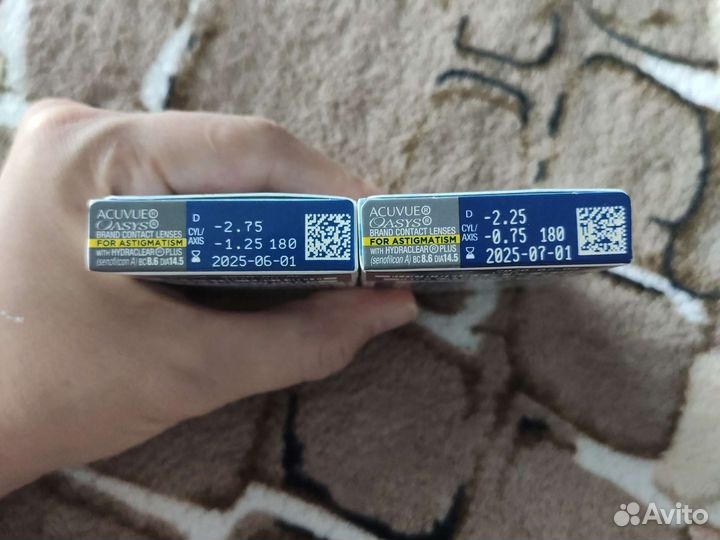 ACUVUE®
OASYS®
BRAND CONTACT LENSES
FOR ASTIGMATISM
WITH HYDRACLEAR® PLUS
(senofilcon A) BC 8.6 DIA 14.5
D -2.75
CYL/
AXIS -1.25 180
2025-06-01
ACUVUE®
OASYS®
BRAND CONTACT LENSES
FOR ASTIGMATISM
WITH HYDRACLEAR® PLUS
(senofilcon A) BC 8.6 DIA 14.5
D -2.25
CYL/
AXIS -0.75 180
2025-07-01
Avito